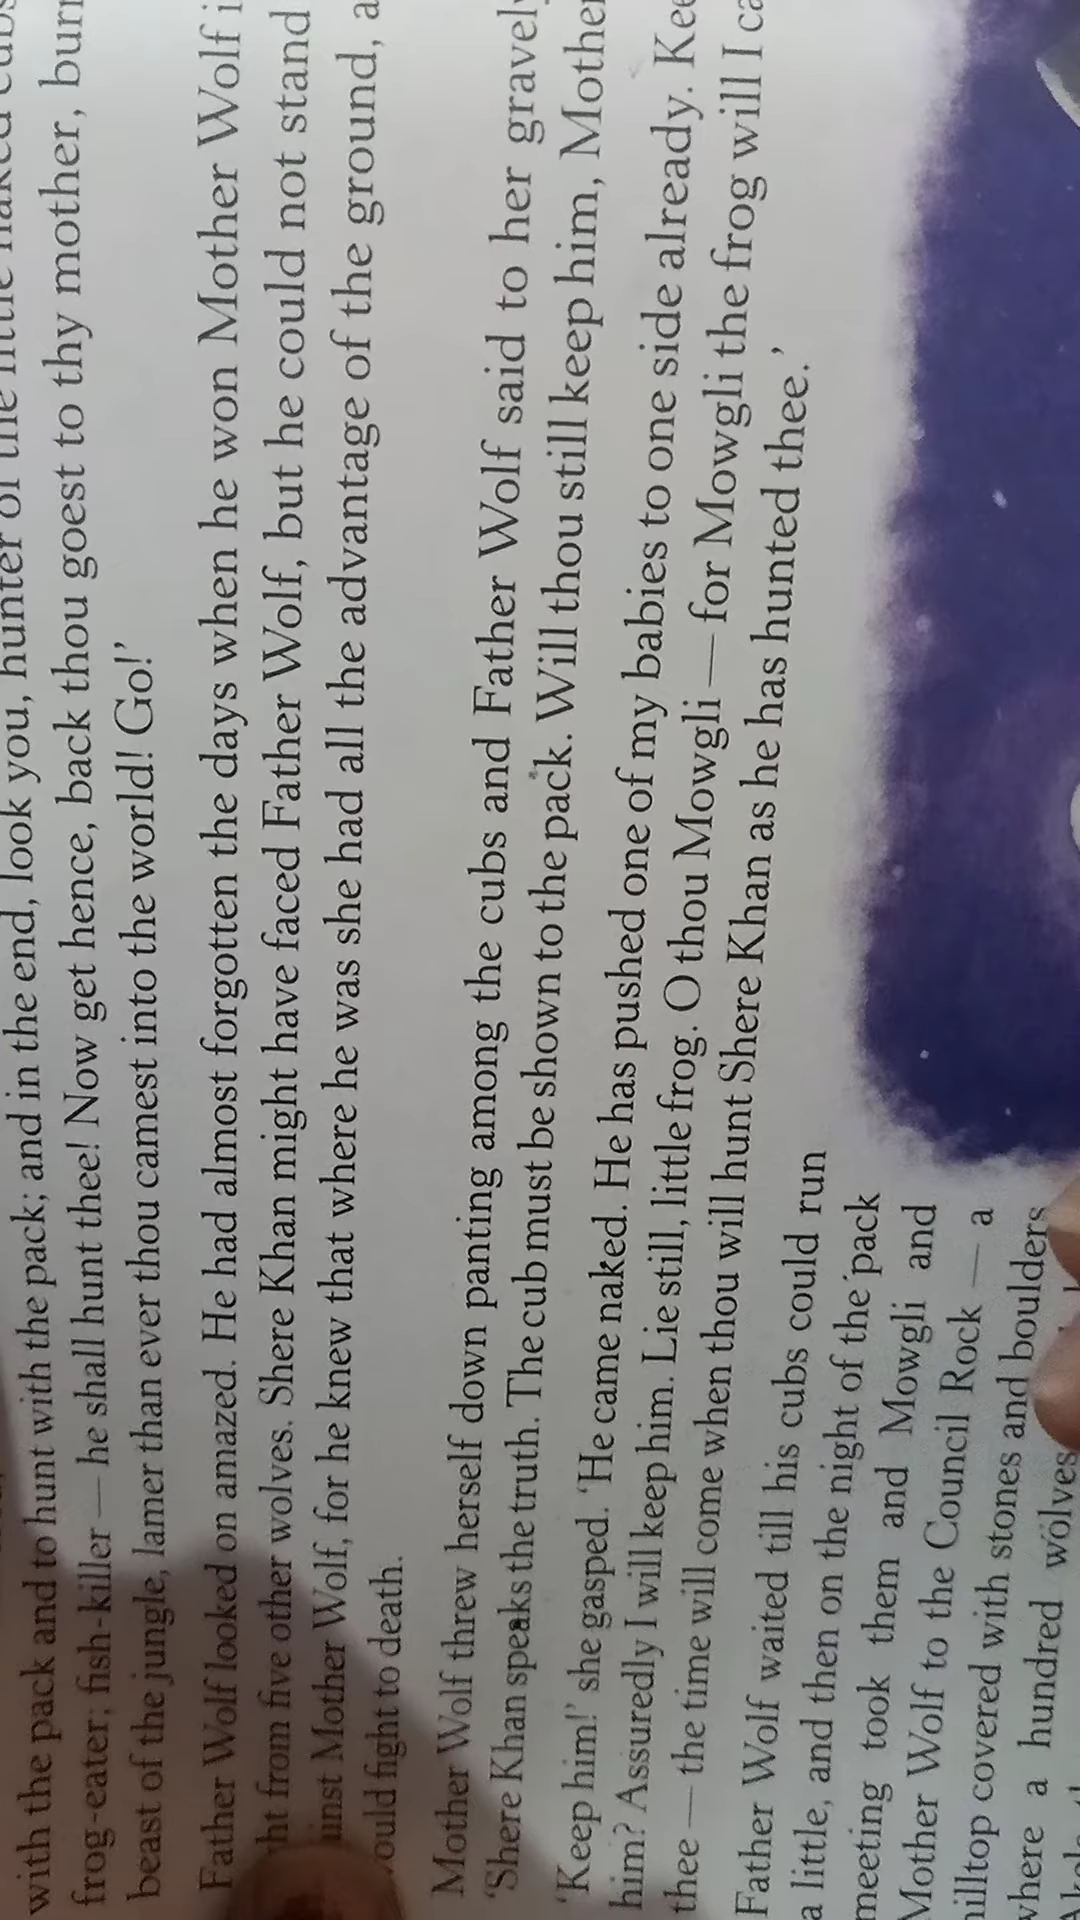 with the pack and to hunt with the pack; and in the end, look you, hunter of the little naked cubs
frog-eater; fish-killer — he shall hunt thee! Now get hence, back thou goest to thy mother,
beast of the jungle, lamer than ever thou camest into the world! Go!’
Father Wolf looked on amazed. He had almost forgotten the days when he won Mother Wolf
from five other wolves. Shere Khan might have faced Father Wolf, but he could not stand
Mother Wolf, for he knew that where he was she had all the advantage of the ground,
fight to death.
Mother Wolf threw herself down panting among the cubs and Father Wolf said to her gravely
‘Shere Khan speaks the truth. The cub must be shown to the pack. Will thou still keep him, Mother
‘Keep him!’ she gasped. ‘He came naked. He has pushed one of my babies to one side already.
him? Assuredly I will keep him. Lie still, little frog. O thou Mowgli — for Mowgli the frog will I
thee — the time will come when thou will hunt Shere Khan as he has hunted thee.’
Father Wolf waited till his cubs could run
a little, and then on the night of the pack
meeting took them and Mowgli and
Mother Wolf to the Council Rock — a
hilltop covered with stones and boulders
where a hundred wolves